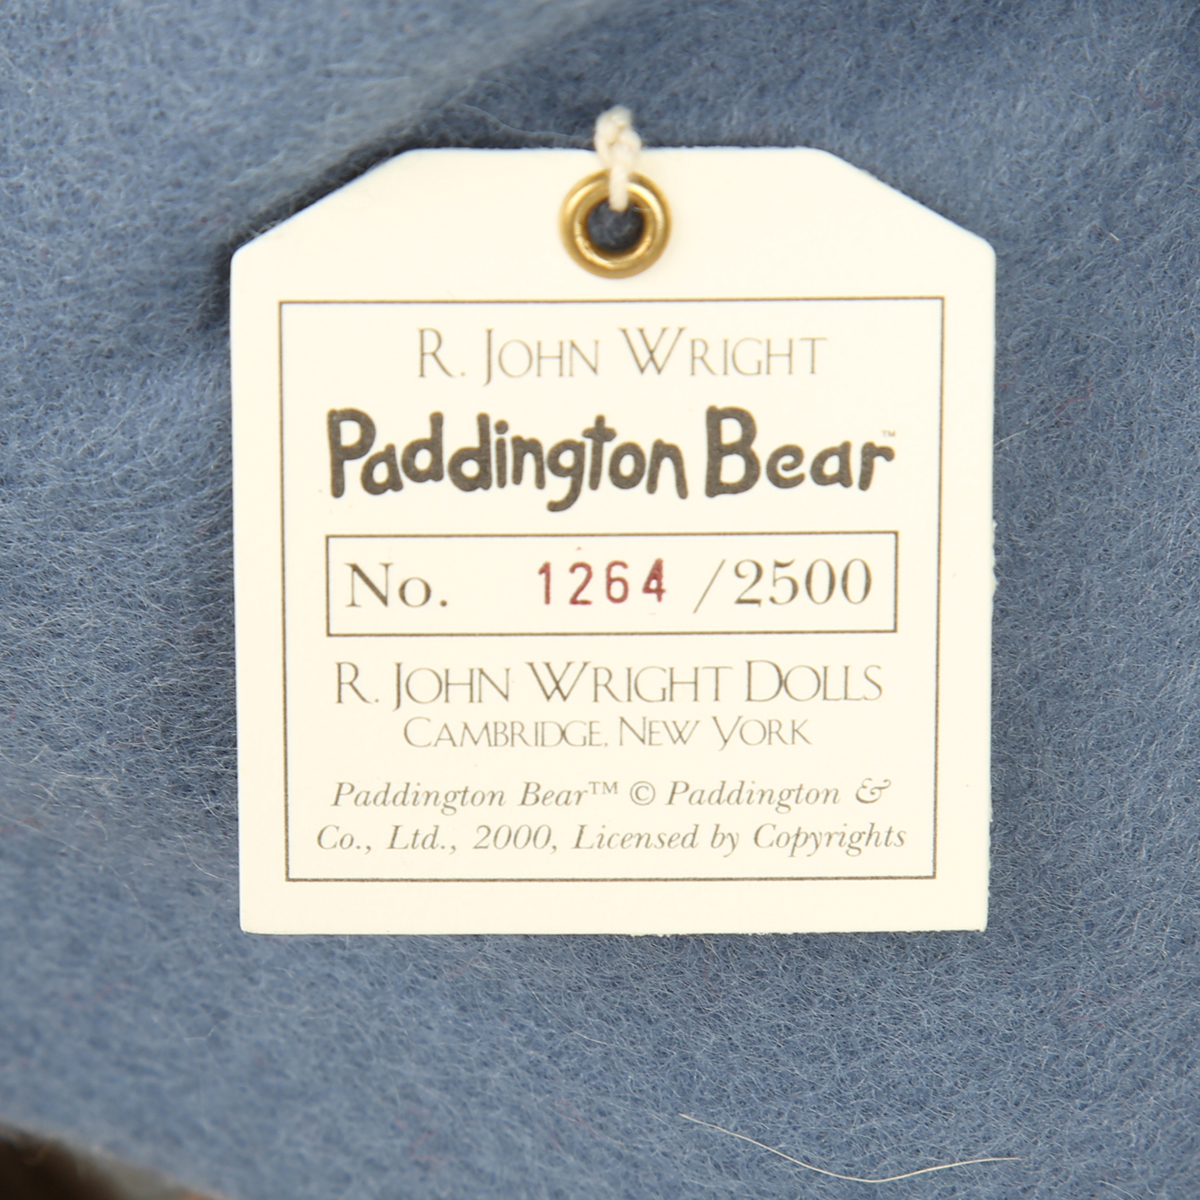 R. JOHN WRIGHT
Paddington Bear™
No. 1264 /2500
R. JOHN WRIGHT DOLLS
CAMBRIDGE, NEW YORK
Paddington Bear™ © Paddington &
Co., Ltd., 2000, Licensed by Copyrights